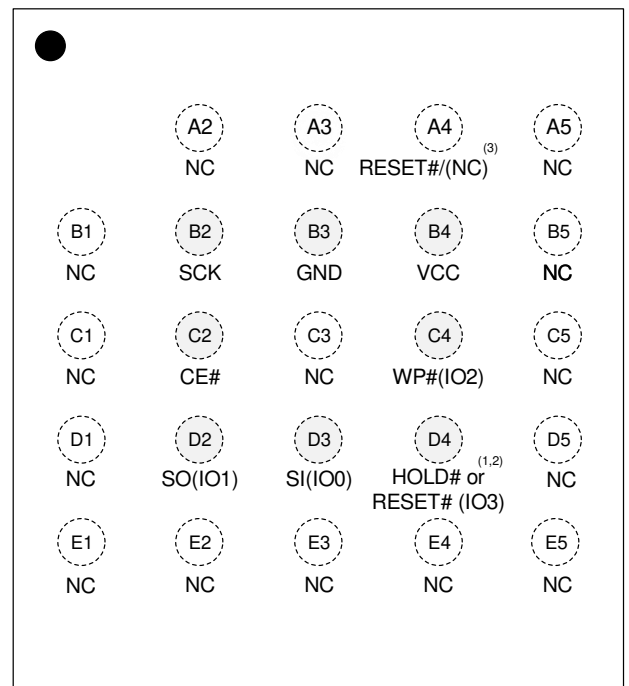 A2 A3 A4 A5
NC NC RESET#/(NC) (3) NC
B1 B2 B3 B4 B5
NC SCK GND VCC NC
C1 C2 C3 C4 C5
NC CE# NC WP#(IO2) NC
D1 D2 D3 D4 D5
NC SO(IO1) SI(IO0) HOLD# or (1,2) NC
RESET# (IO3)
E1 E2 E3 E4 E5
NC NC NC NC NC